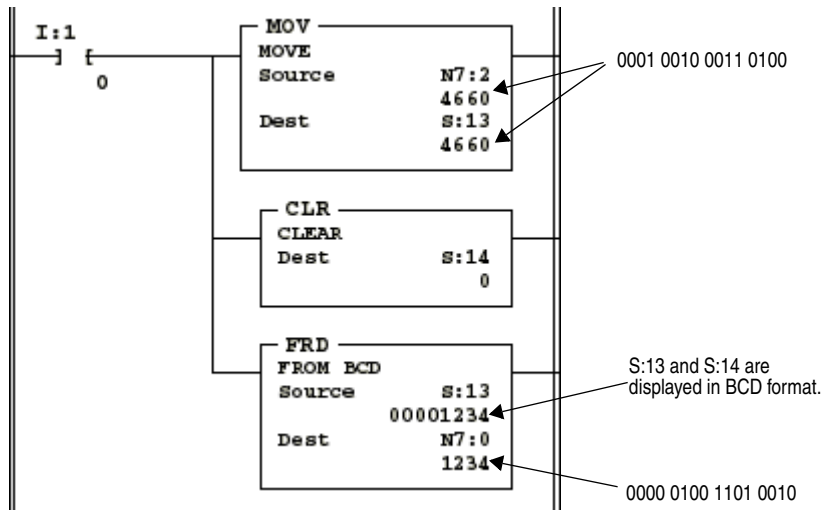 I:1
0
MOV
MOVE
Source N7:2
4660
Dest S:13
4660
0001 0010 0011 0100
CLR
CLEAR
Dest S:14
0
FRD
FROM BCD
Source S:13
00001234
Dest N7:0
1234
S:13 and S:14 are
displayed in BCD format.
0000 0100 1101 0010